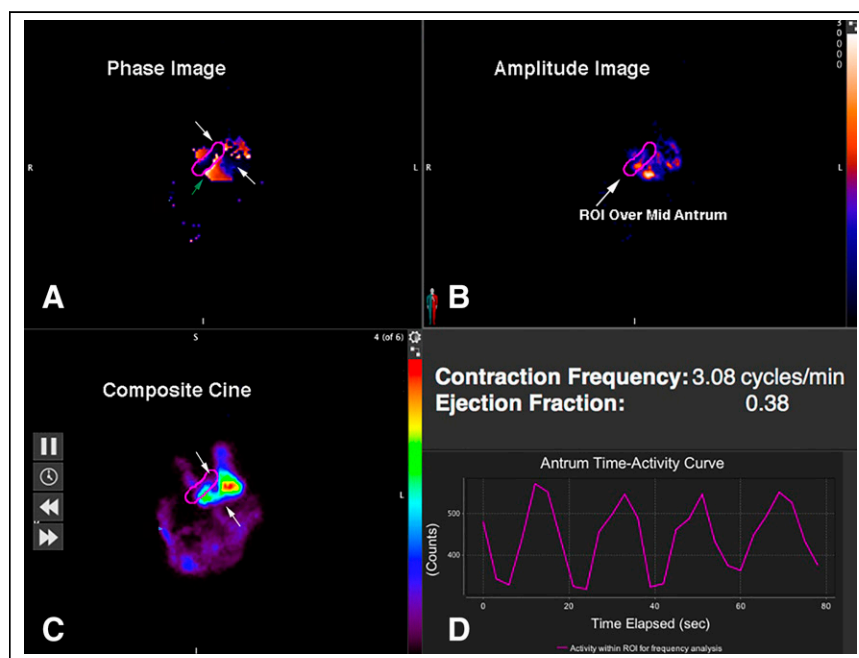 Phase Image
R
L
A
I
Amplitude Image
R
L
ROI Over Mid Antrum
B
I
S
4 (of 6)
Composite Cine
L
C
Contraction Frequency: 3.08 cycles/min
Ejection Fraction: 0.38
Antrum Time-Activity Curve
(Counts)
500
400
0
20
40
60
80
Time Elapsed (sec)
Activity within ROI for frequency analysis
D